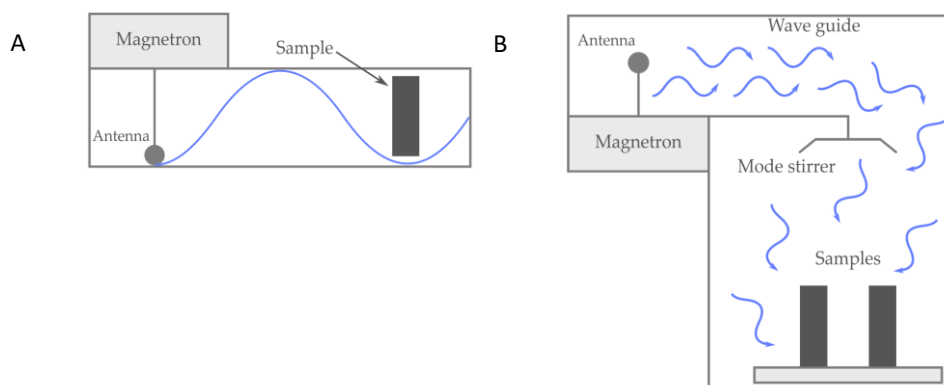 A
Magnetron
Sample
Antenna
B
Wave guide
Antenna
Magnetron
Mode stirrer
Samples